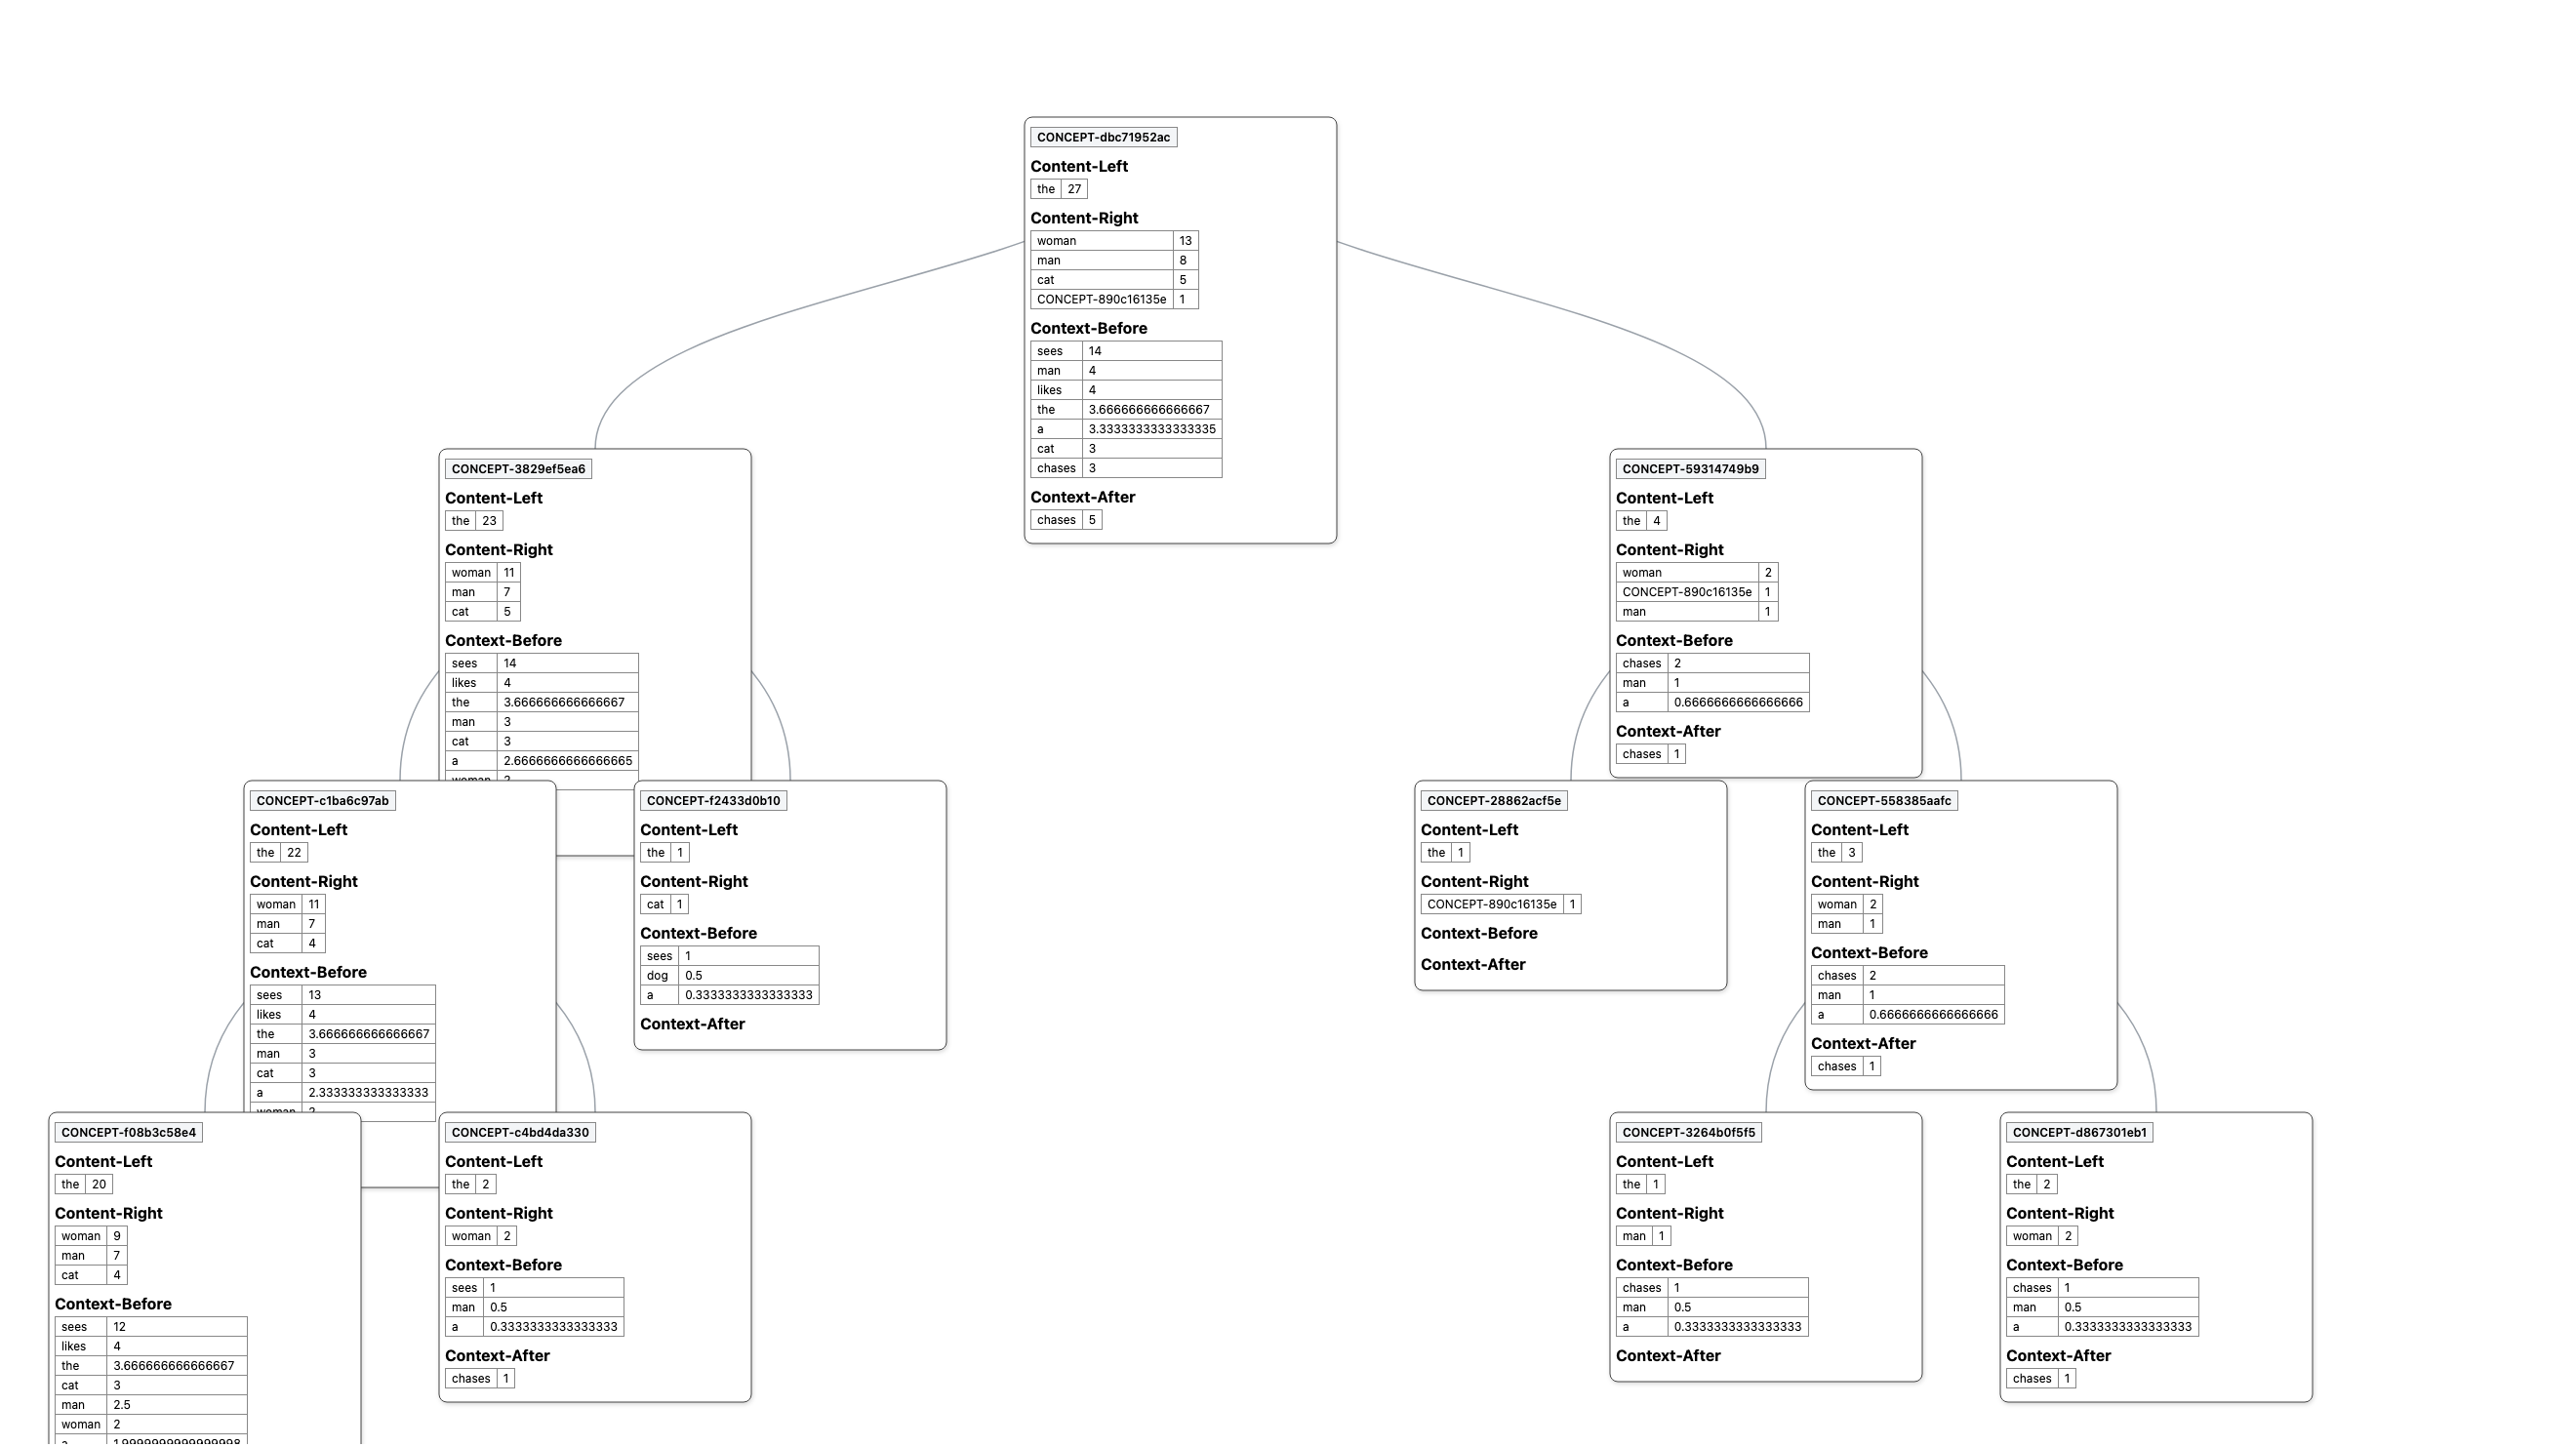 CONCEPT-dbc71952ac
Content-Left
the 27
Content-Right
woman 13
man 8
cat 5
CONCEPT-890c16135e 1
Context-Before
sees 14
man 4
likes 4
the 3.666666666666667
a 3.3333333333333335
cat 3
chases 3
Context-After
chases 5
CONCEPT-3829ef5ea6
Content-Left
the 23
Content-Right
woman 11
man 7
cat 5
Context-Before
sees 14
likes 4
the 3.666666666666667
man 3
cat 3
a 2.6666666666666665
CONCEPT-59314749b9
Content-Left
the 4
Content-Right
woman 2
CONCEPT-890c16135e 1
man 1
Context-Before
chases 2
man 1
a 0.6666666666666666
Context-After
chases 1
CONCEPT-c1ba6c97ab
Content-Left
the 22
Content-Right
woman 11
man 7
cat 4
Context-Before
sees 13
likes 4
the 3.666666666666667
man 3
cat 3
a 2.333333333333333
CONCEPT-f2433d0b10
Content-Left
the 1
Content-Right
cat 1
Context-Before
sees 1
dog 0.5
a 0.3333333333333333
Context-After
CONCEPT-28862acf5e
Content-Left
the 1
Content-Right
CONCEPT-890c16135e 1
Context-Before
Context-After
CONCEPT-558385aafc
Content-Left
the 3
Content-Right
woman 2
man 1
Context-Before
chases 2
man 1
a 0.6666666666666666
Context-After
chases 1
CONCEPT-f08b3c58e4
Content-Left
the 20
Content-Right
woman 9
man 7
cat 4
Context-Before
sees 12
likes 4
the 3.666666666666667
cat 3
man 2.5
woman 2
CONCEPT-c4bd4da330
Content-Left
the 2
Content-Right
woman 2
Context-Before
sees 1
man 0.5
a 0.3333333333333333
Context-After
chases 1
CONCEPT-3264b0f5f5
Content-Left
the 1
Content-Right
man 1
Context-Before
chases 1
man 0.5
a 0.3333333333333333
Context-After
CONCEPT-d867301eb1
Content-Left
the 2
Content-Right
woman 2
Context-Before
chases 1
man 0.5
a 0.3333333333333333
Context-After
chases 1